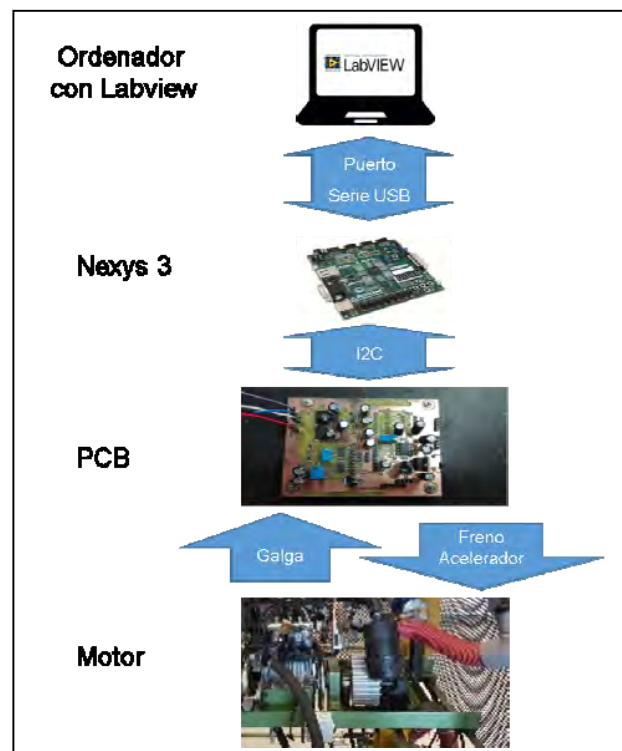 Ordenador
con Labview
LabVIEW
Puerto
Serie USB
Nexys 3
I2C
PCB
Galga
Freno
Acelerador
Motor